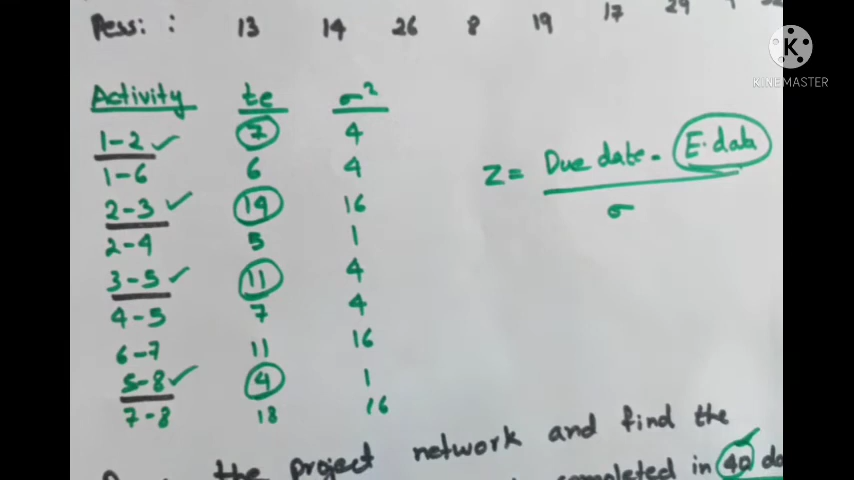 Pessi : 13 14 26 8 19 17 29
K
KINEMASTER
Activity te σ²
1-2 ✓ 7 4
1-6 6 4
2-3 ✓ 14 16
2-4 5 1
3-5 ✓ 11 4
4-5 7 4
6-7 11 16
5-8 ✓ 4 1
7-8 18 16
Z = Due date - E.data
σ
the project network and find the
completed in 40